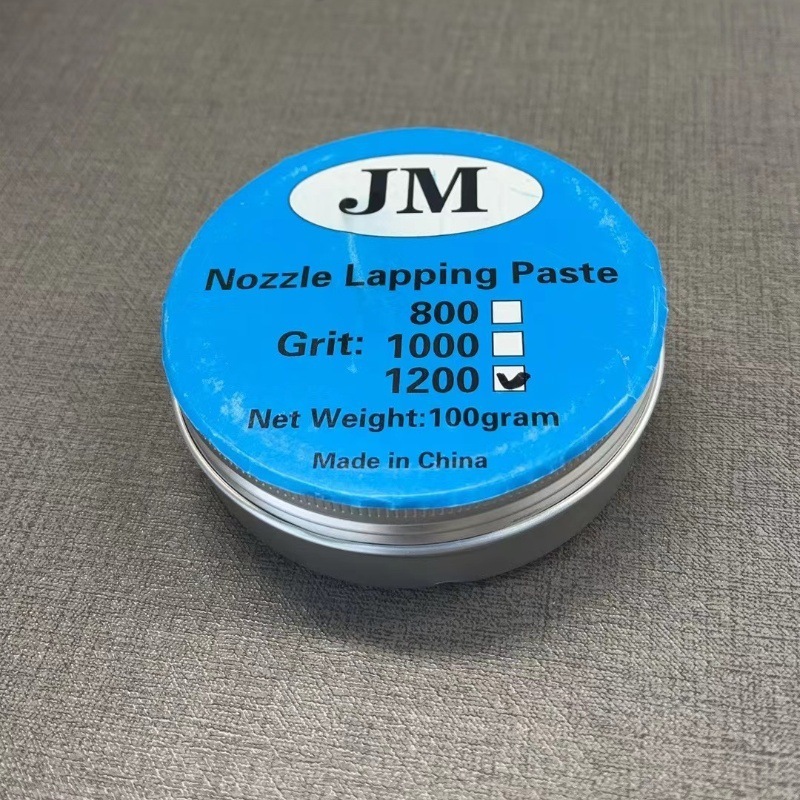 JM
Nozzle Lapping Paste
800
Grit: 1000
1200
Net Weight:100gram
Made in China